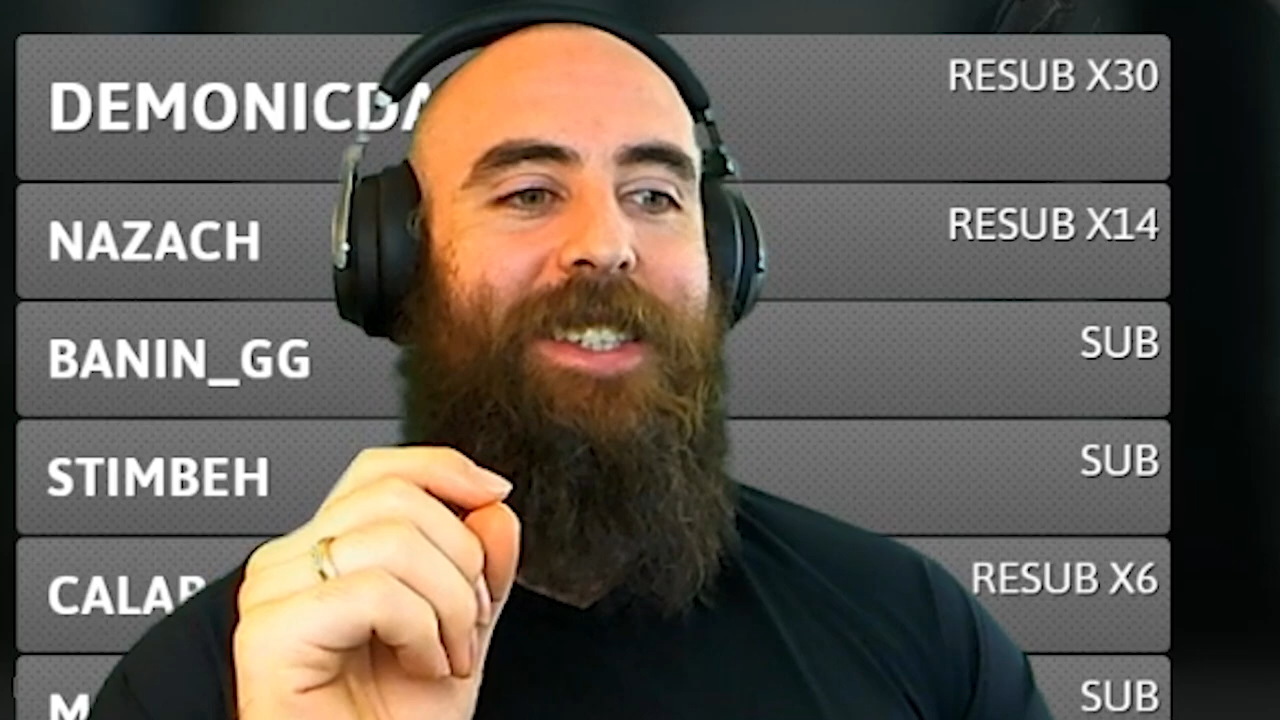 RESUB X30
NAZACH RESUB X14
BANIN_GG SUB
STIMBEH SUB
RESUB X6
SUB